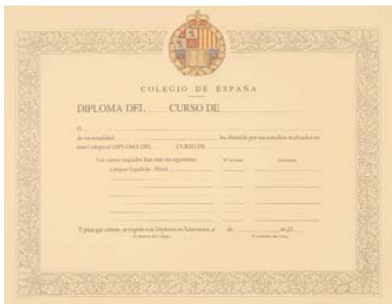 COLEGIO DE ESPAÑA
DIPLOMA DEL CURSO DE
D.
de nacionalidad ha obtenido por sus estudios realizados en
este Colegio el DIPLOMA DEL CURSO DE
Los cursos seguidos han sido los siguientes:
Lengua Española - Nivel
Y para que conste, se expide este Diploma en Salamanca, a de de 20